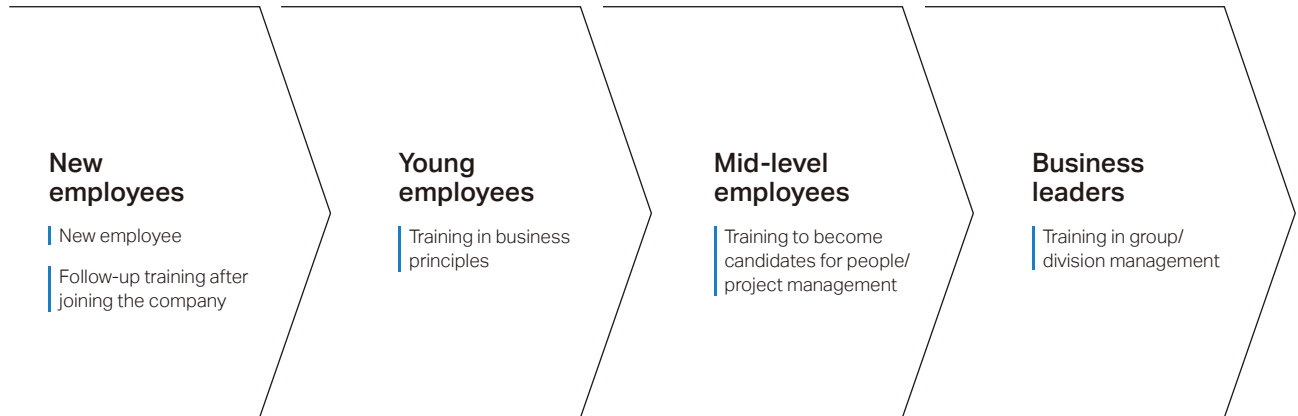 New
employees
New employee
Follow-up training after
joining the company
Young
employees
Training in business
principles
Mid-level
employees
Training to become
candidates for people/
project management
Business
leaders
Training in group/
division management